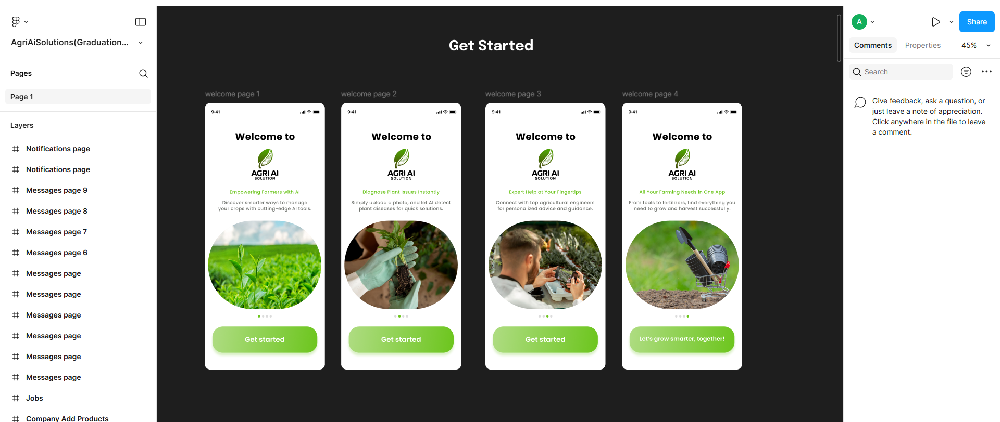 AgriAiSolutions(Graduation...
Pages
Page 1
Layers
Notifications page
Notifications page
Messages page 9
Messages page 8
Messages page 7
Messages page 6
Messages page
Messages page
Messages page
Messages page
Messages page
Messages page
Jobs
Company Add Products
Get Started
welcome page 1
9:41
Welcome to
AGRI AI
SOLUTION
Empowering Farmers with AI
Discover smarter ways to manage
your crops with cutting-edge AI tools.
Get started
welcome page 2
9:41
Welcome to
AGRI AI
SOLUTION
Diagnose Plant Issues Instantly
Simply upload a photo, and let AI detect
plant diseases for quick solutions.
Get started
welcome page 3
9:41
Welcome to
AGRI AI
SOLUTION
Expert Help at Your Fingertips
Connect with top agricultural engineers
for personalized advice and guidance.
Get started
welcome page 4
9:41
Welcome to
AGRI AI
SOLUTION
All Your Farming Needs in One App
From tools to fertilizers, find everything you
need to grow and harvest successfully.
Let's grow smarter, together!
A
Share
Comments
Properties
45%
Search
Give feedback, ask a question, or
just leave a note of appreciation.
Click anywhere in the file to leave
a comment.